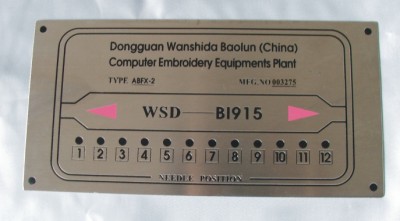 Dongguan Wanshida Baolun (China)
Computer Embroidery Equipments Plant
TYPE ABFX-2 MFG. NO 003275
WSD—BI915
1 2 3 4 5 6 7 8 9 10 11 12
NEEDLE POSITION